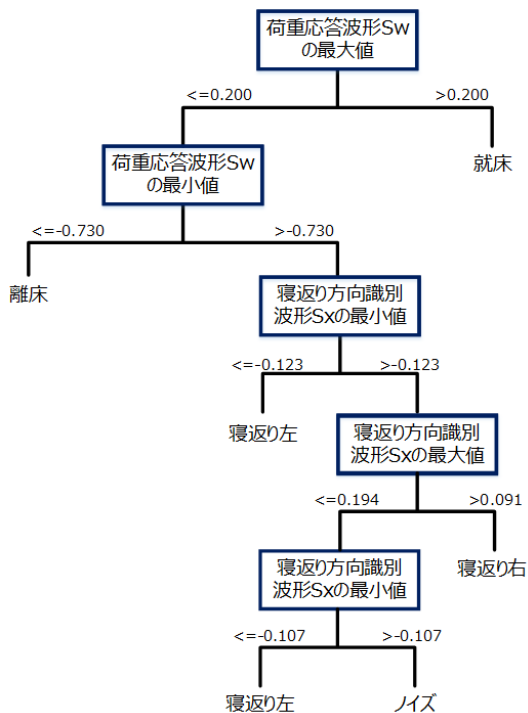 荷重応答波形Sw
の最大値
<=0.200
>0.200
荷重応答波形Sw
の最小値
就床
<=-0.730
>-0.730
離床
寝返り方向識別
波形Sxの最小値
<=-0.123
>-0.123
寝返り左
寝返り方向識別
波形Sxの最大値
<=0.194
>0.091
寝返り方向識別
波形Sxの最小値
寝返り右
<=-0.107
>-0.107
寝返り左
ノイズ